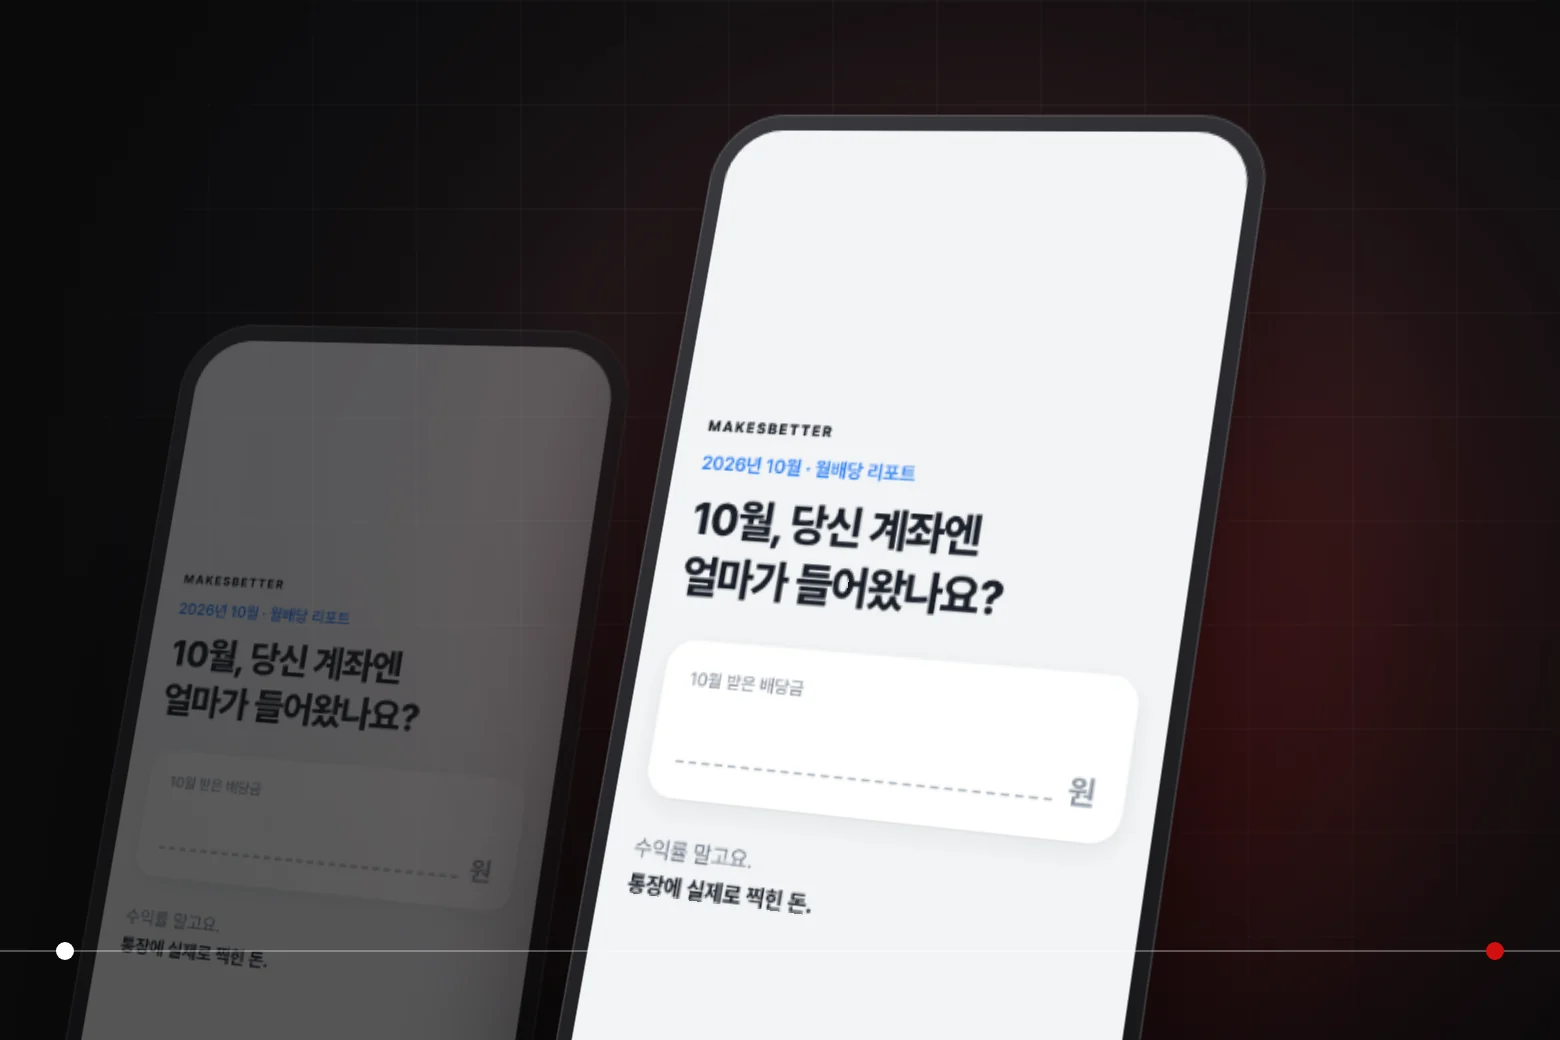 MAKESBETTER
2026년 10월 · 월배당 리포트
10월, 당신 계좌엔
얼마가 들어왔나요?
10월 받은 배당금
원
수익률 말고요.
통장에 실제로 찍힌 돈.
MAKESBETTER
2026년 10월 · 월배당 리포트
10월, 당신 계좌엔
얼마가 들어왔나요?
10월 받은 배당금
원
수익률 말고요.
통장에 실제로 찍힌 돈.